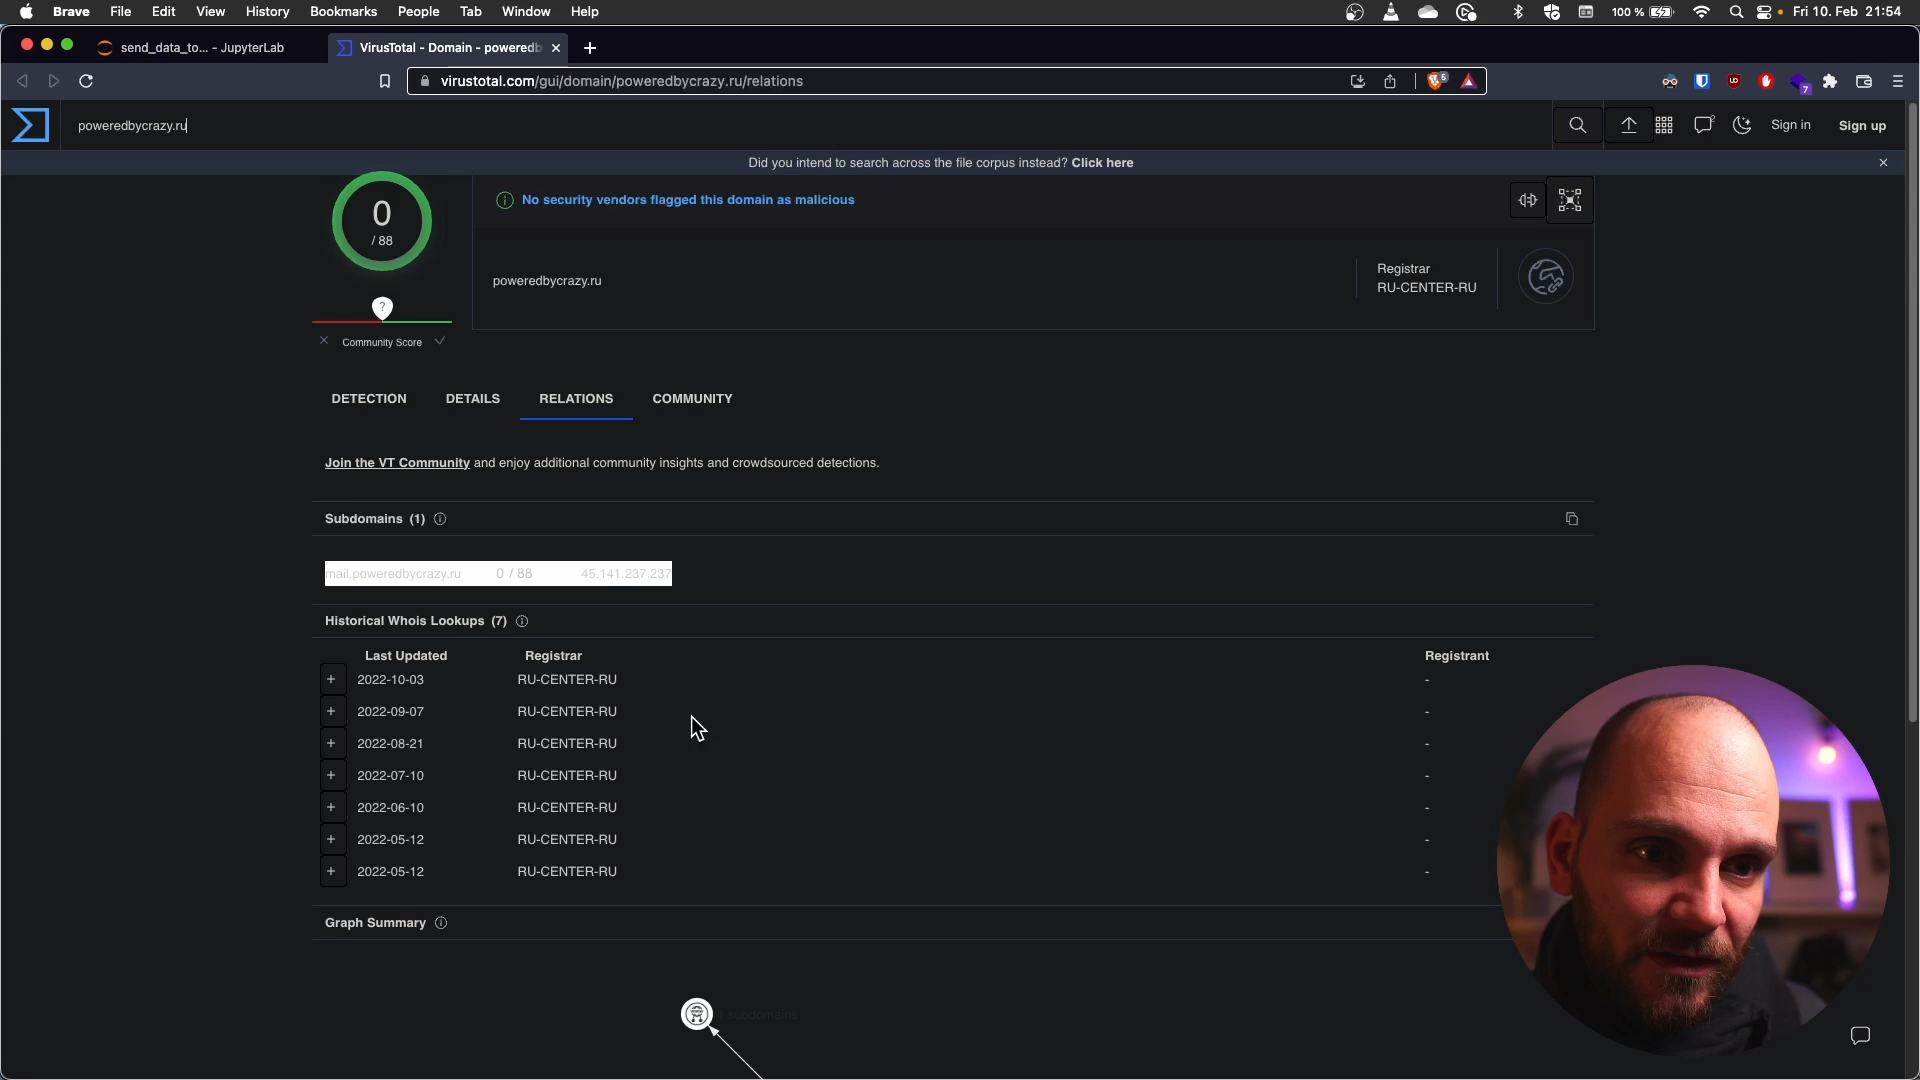 Brave File Edit View History Bookmarks People Tab Window Help 100 % Fri 10. Feb 21:54
send_data_to... - JupyterLab VirusTotal - Domain - poweredb
virustotal.com/gui/domain/poweredbycrazy.ru/relations 5 7
poweredbycrazy.ru Sign in Sign up
Did you intend to search across the file corpus instead? Click here
0
/ 88
No security vendors flagged this domain as malicious
poweredbycrazy.ru
Registrar
RU-CENTER-RU
?
Community Score
DETECTION DETAILS RELATIONS COMMUNITY
Join the VT Community and enjoy additional community insights and crowdsourced detections.
Subdomains (1)
mail.poweredbycrazy.ru 0 / 88 45.141.237.237
Historical Whois Lookups (7)
Last Updated Registrar Registrant
+ 2022-10-03 RU-CENTER-RU -
+ 2022-09-07 RU-CENTER-RU -
+ 2022-08-21 RU-CENTER-RU -
+ 2022-07-10 RU-CENTER-RU -
+ 2022-06-10 RU-CENTER-RU -
+ 2022-05-12 RU-CENTER-RU -
+ 2022-05-12 RU-CENTER-RU -
Graph Summary
subdomains